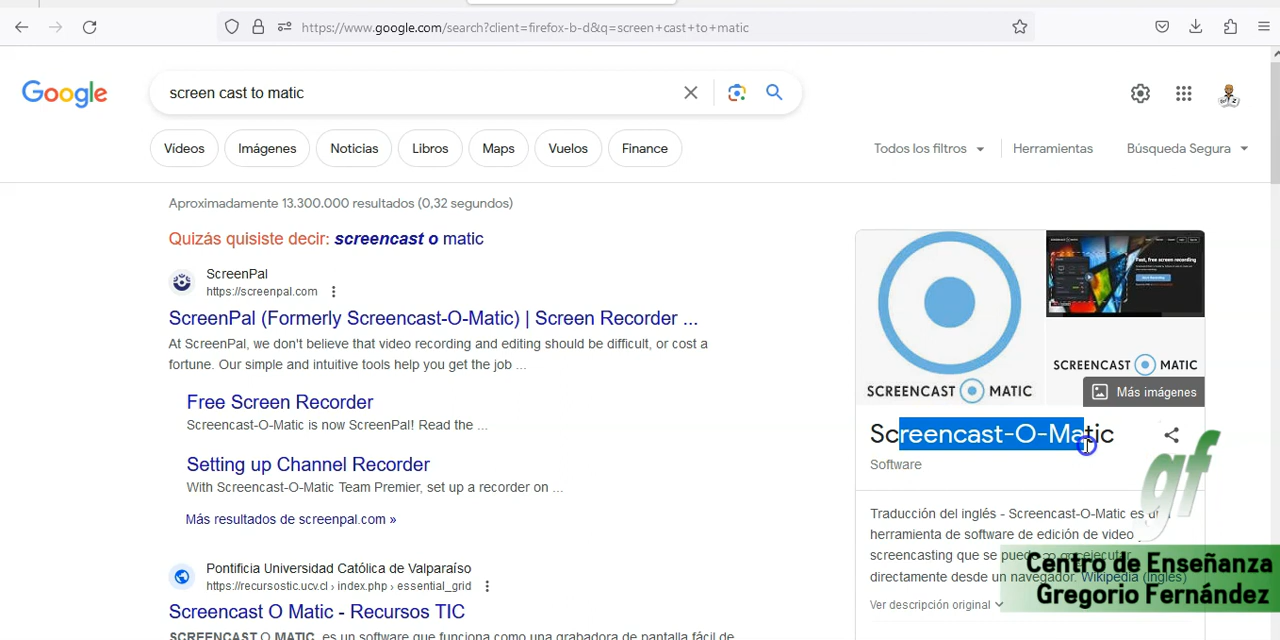 https://www.google.com/search?client=firefox-b-d&q=screen+cast+to+matic
Google
screen cast to matic
Videos
Imágenes
Noticias
Libros
Maps
Vuelos
Finance
Todos los filtros
Herramientas
Búsqueda Segura
Aproximadamente 13.300.000 resultados (0,32 segundos)
Quizás quisiste decir: screencast o matic
ScreenPal
https://screenpal.com
ScreenPal (Formerly Screencast-O-Matic) | Screen Recorder ...
At ScreenPal, we don't believe that video recording and editing should be difficult, or cost a
fortune. Our simple and intuitive tools help you get the job ...
Free Screen Recorder
Screencast-O-Matic is now ScreenPal! Read the ...
Setting up Channel Recorder
With Screencast-O-Matic Team Premier, set up a recorder on ...
Más resultados de screenpal.com »
Pontificia Universidad Católica de Valparaíso
https://recursostic.ucv.cl › index.php › essential_grid
Screencast O Matic - Recursos TIC
SCREENCAST O MATIC, es un software que funciona como una grabadora de pantalla fácil de
SCREENCAST MATIC
Fast, free screen recording
SCREENCAST MATIC
Más imágenes
Screencast-O-Matic
Software
Traducción del inglés - Screencast-O-Matic es una
herramienta de software de edición de video
screencasting que se puede ejecutar
directamente desde un navegador. Wikipedia (Inglés)
Ver descripción original
gf
Centro de Enseñanza
Gregorio Fernández